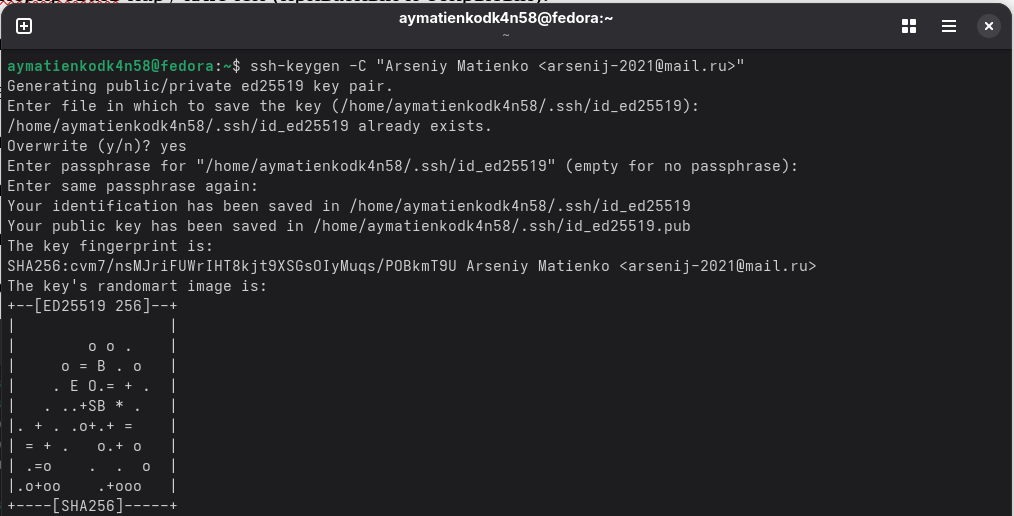 aymatienkodk4n58@fedora:~
~
aymatienkodk4n58@fedora:~$ ssh-keygen -C "Arseniy Matienko <arsenij-2021@mail.ru>"
Generating public/private ed25519 key pair.
Enter file in which to save the key (/home/aymatienkodk4n58/.ssh/id_ed25519):
/home/aymatienkodk4n58/.ssh/id_ed25519 already exists.
Overwrite (y/n)? yes
Enter passphrase for "/home/aymatienkodk4n58/.ssh/id_ed25519" (empty for no passphrase):
Enter same passphrase again:
Your identification has been saved in /home/aymatienkodk4n58/.ssh/id_ed25519
Your public key has been saved in /home/aymatienkodk4n58/.ssh/id_ed25519.pub
The key fingerprint is:
SHA256:cvm7/nsMJriFUWrIHT8kjt9XSGsOIyMuqs/POBkmT9U Arseniy Matienko <arsenij-2021@mail.ru>
The key's randomart image is:
+--[ED25519 256]--+
|                 |
|        o o .    |
|     o = B . o   |
|    . E O.= + .  |
|   . ..+SB * .   |
|. + . .o+.+ =    |
| = + .   o.+ o   |
| .=o    .  .  o  |
|.o+oo    .+ooo   |
+----[SHA256]-----+